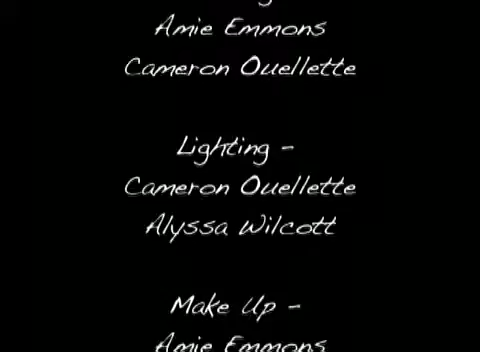 Amie Emmons
Cameron Ouellette
Lighting -
Cameron Ouellette
Alyssa Wilcott
Make Up -
Amie Emmons